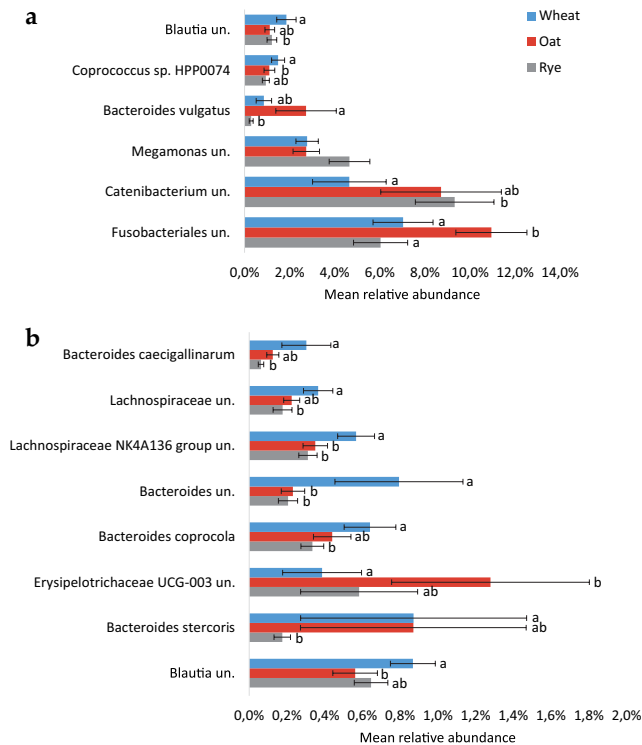 a
Wheat
Oat
Rye
Blautia un.
a
ab
b
Coprococcus sp. HPP0074
a
b
ab
Bacteroides vulgatus
ab
a
b
Megamonas un.
Catenibacterium un.
a
ab
b
Fusobacteriales un.
a
b
a
0,0% 2,0% 4,0% 6,0% 8,0% 10,0% 12,0% 14,0%
Mean relative abundance
b
Bacteroides caecigallinarum
a
ab
b
Lachnospiraceae un.
a
ab
b
Lachnospiraceae NK4A136 group un.
a
b
b
Bacteroides un.
a
b
b
Bacteroides coprocola
a
ab
b
Erysipelotrichaceae UCG-003 un.
a
b
ab
Bacteroides stercoris
a
ab
b
Blautia un.
a
b
ab
0,0% 0,2% 0,4% 0,6% 0,8% 1,0% 1,2% 1,4% 1,6% 1,8% 2,0%
Mean relative abundance